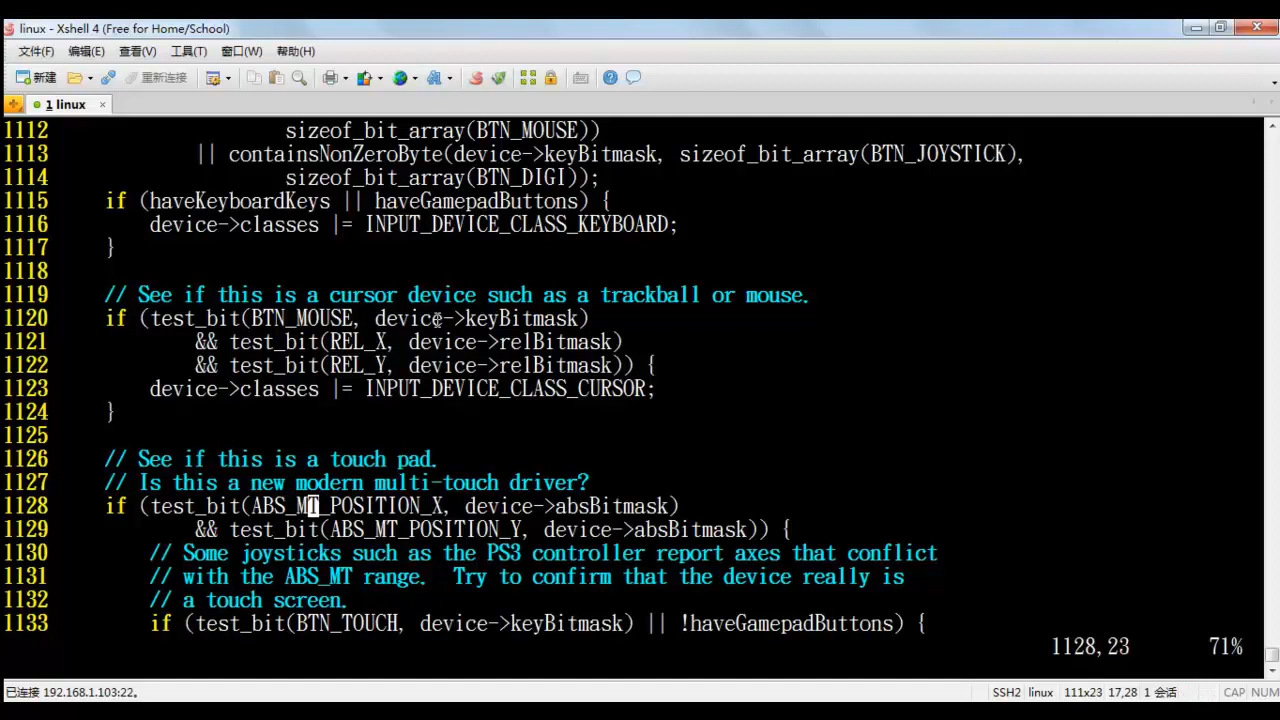 linux - Xshell 4 (Free for Home/School)
文件(F) 编辑(E) 查看(V) 工具(T) 窗口(W) 帮助(H)
新建 重新连接
1 linux
1112 sizeof_bit_array(BTN_MOUSE))
1113 || containsNonZeroByte(device->keyBitmask, sizeof_bit_array(BTN_JOYSTICK),
1114 sizeof_bit_array(BTN_DIGI));
1115 if (haveKeyboardKeys || haveGamepadButtons) {
1116 device->classes |= INPUT_DEVICE_CLASS_KEYBOARD;
1117 }
1118
1119 // See if this is a cursor device such as a trackball or mouse.
1120 if (test_bit(BTN_MOUSE, device->keyBitmask)
1121 && test_bit(REL_X, device->relBitmask)
1122 && test_bit(REL_Y, device->relBitmask)) {
1123 device->classes |= INPUT_DEVICE_CLASS_CURSOR;
1124 }
1125
1126 // See if this is a touch pad.
1127 // Is this a new modern multi-touch driver?
1128 if (test_bit(ABS_MT_POSITION_X, device->absBitmask)
1129 && test_bit(ABS_MT_POSITION_Y, device->absBitmask)) {
1130 // Some joysticks such as the PS3 controller report axes that conflict
1131 // with the ABS_MT range.  Try to confirm that the device really is
1132 // a touch screen.
1133 if (test_bit(BTN_TOUCH, device->keyBitmask) || !haveGamepadButtons) {
1128,23 71%
已连接 192.168.1.103:22。 SSH2 linux 111x23 17,28 1 会话 CAP NUM